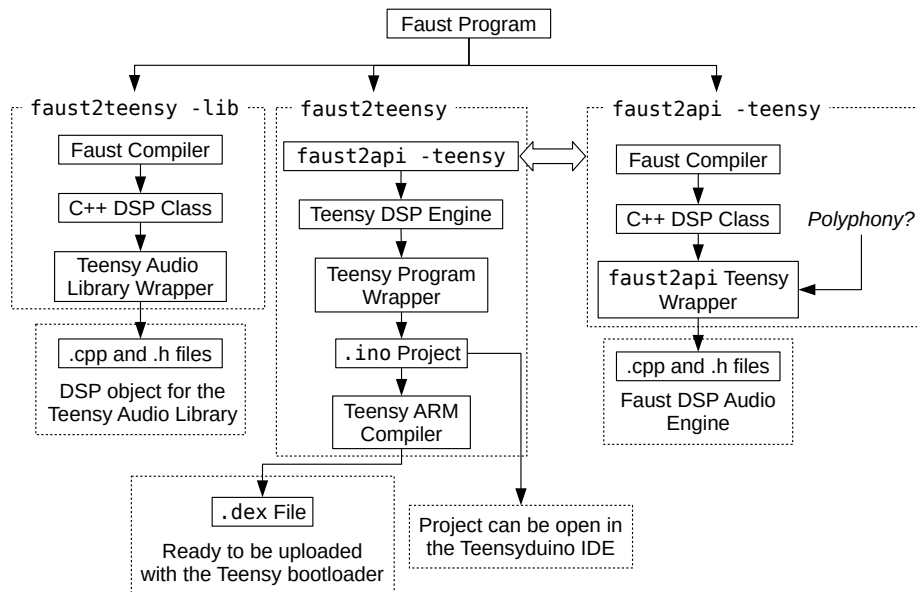 Faust Program
faust2teensy -lib
Faust Compiler
C++ DSP Class
Teensy Audio
Library Wrapper
.cpp and .h files
DSP object for the
Teensy Audio Library
faust2teensy
faust2api -teensy
Teensy DSP Engine
Teensy Program
Wrapper
.ino Project
Teensy ARM
Compiler
.dex File
Ready to be uploaded
with the Teensy bootloader
Project can be open in
the Teensyduino IDE
faust2api -teensy
Faust Compiler
C++ DSP Class
Polyphony?
faust2api Teensy
Wrapper
.cpp and .h files
Faust DSP Audio
Engine